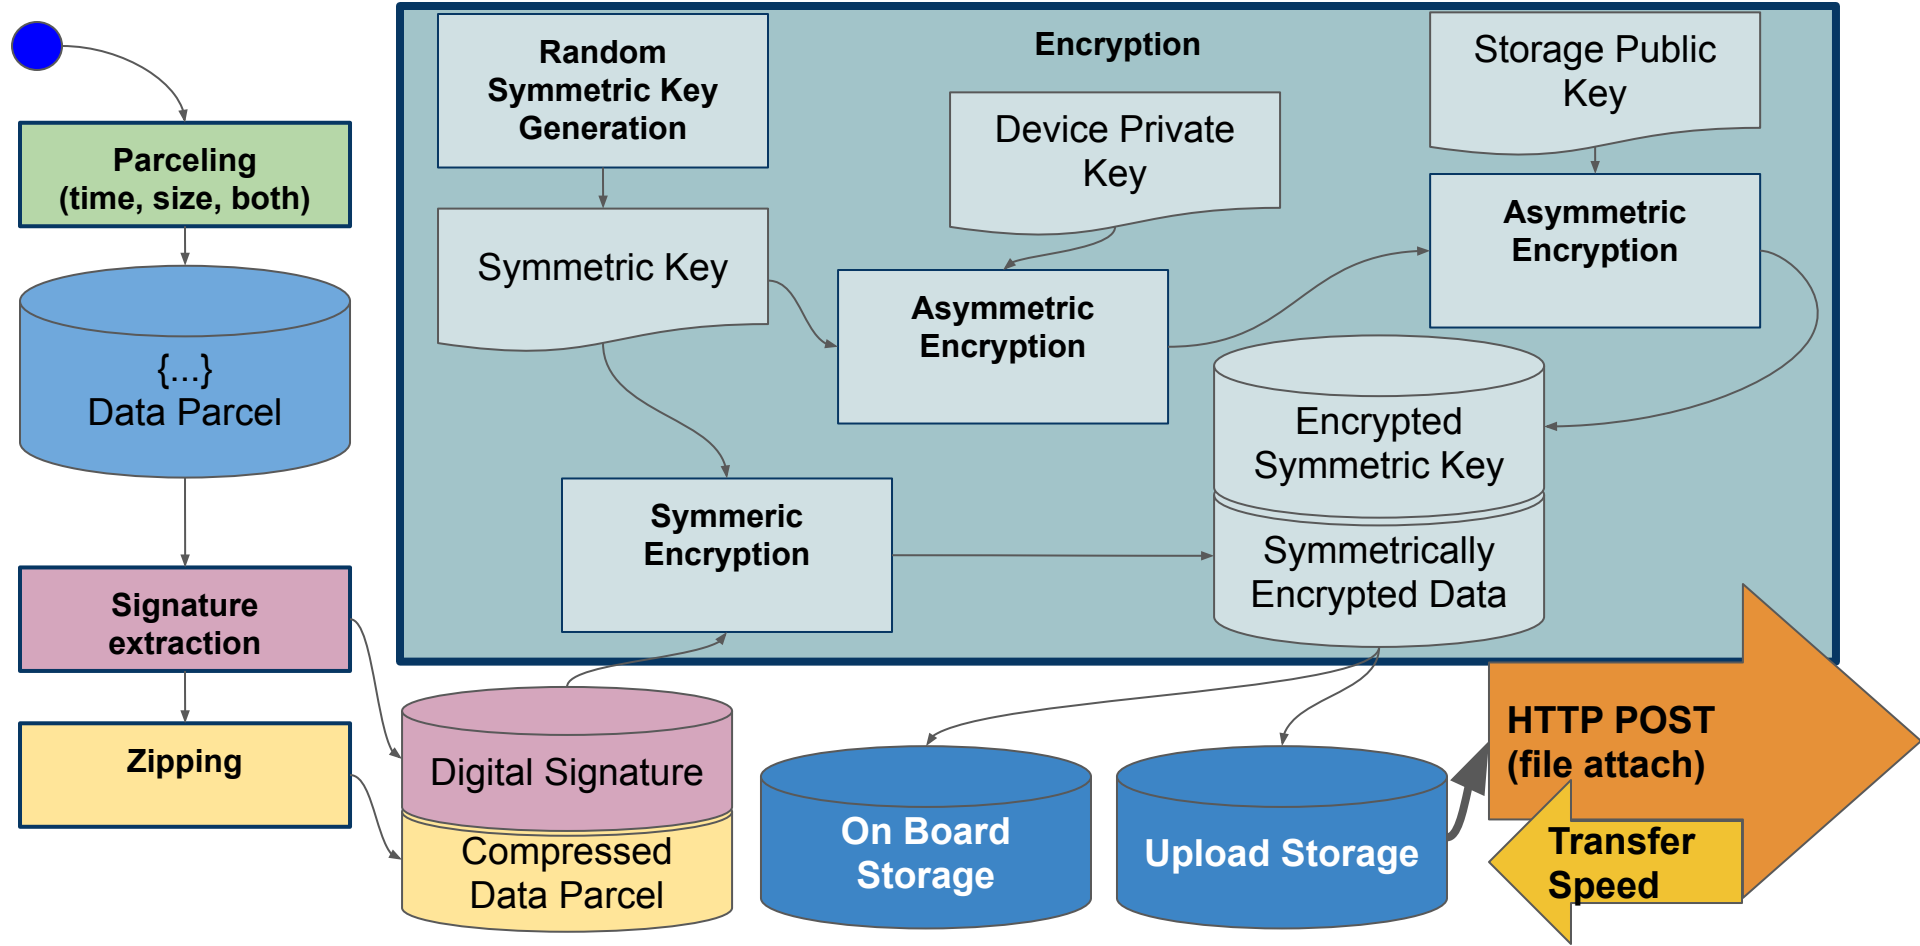 Encryption
Random
Symmetric Key
Generation
Storage Public
Key
Device Private
Key
Parceling
(time, size, both)
Symmetric Key
Asymmetric
Encryption
Asymmetric
Encryption
{...}
Data Parcel
Encrypted
Symmetric Key
Symmeric
Encryption
Symmetrically
Encrypted Data
Signature
extraction
Zipping
Digital Signature
Compressed
Data Parcel
On Board
Storage
Upload Storage
HTTP POST
(file attach)
Transfer
Speed